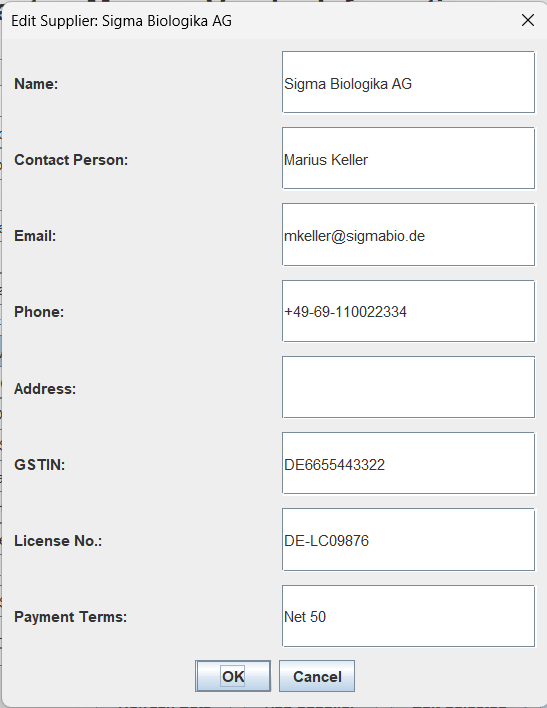 Edit Supplier: Sigma Biologika AG
Name: Sigma Biologika AG
Contact Person: Marius Keller
Email: mkeller@sigmabio.de
Phone: +49-69-110022334
Address:
GSTIN: DE6655443322
License No.: DE-LC09876
Payment Terms: Net 50
OK Cancel